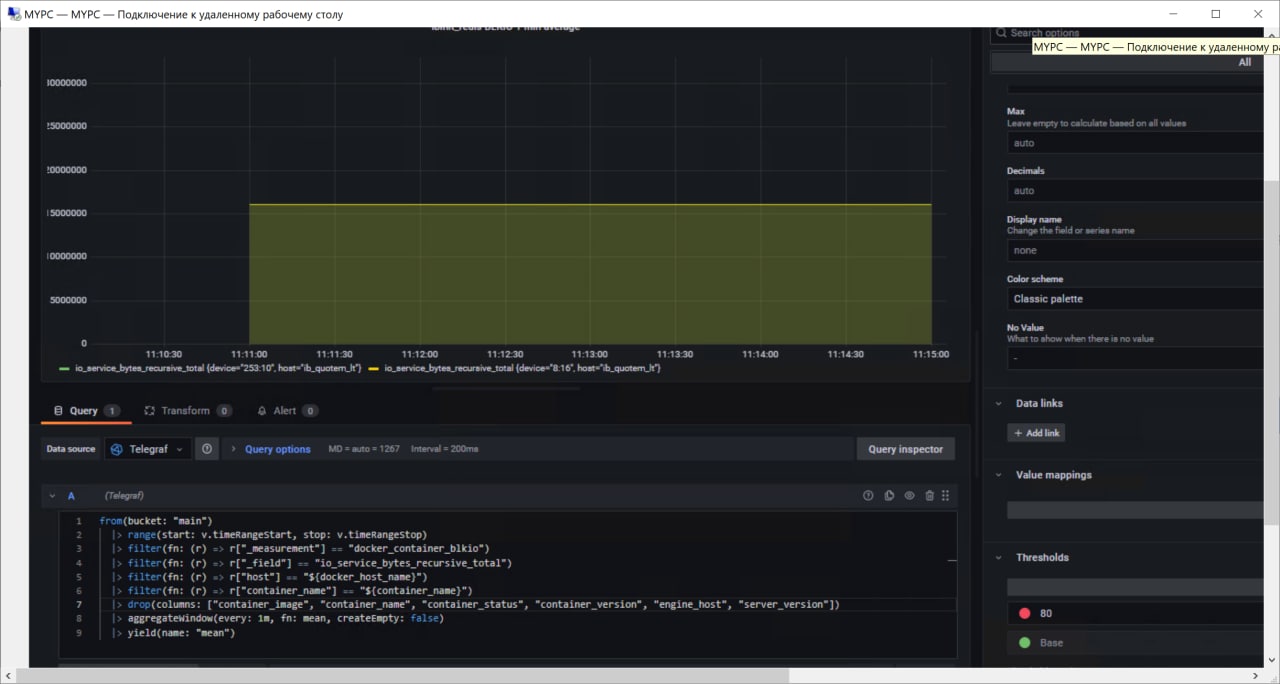 MYPC — MYPC — Подключение к удаленному рабочему столу
Search options
MYPC — MYPC — Подключение к удаленному
All
1 min average
30000000
25000000
20000000
15000000
10000000
5000000
0
11:10:30 11:11:00 11:11:30 11:12:00 11:12:30 11:13:00 11:13:30 11:14:00 11:14:30 11:15:00
io_service_bytes_recursive_total {device="253:10", host="ib_quotem_lt"} io_service_bytes_recursive_total {device="8:16", host="ib_quotem_lt"}
Query 1 Transform 0 Alert 0
Data source Telegraf Query options MD = auto = 1267 Interval = 200ms Query inspector
A (Telegraf)
1 from(bucket: "main")
2 |> range(start: v.timeRangeStart, stop: v.timeRangeStop)
3 |> filter(fn: (r) => r["_measurement"] == "docker_container_blkio")
4 |> filter(fn: (r) => r["_field"] == "io_service_bytes_recursive_total")
5 |> filter(fn: (r) => r["host"] == "${docker_host_name}")
6 |> filter(fn: (r) => r["container_name"] == "${container_name}")
7 |> drop(columns: ["container_image", "container_name", "container_status", "container_version", "engine_host", "server_version"])
8 |> aggregateWindow(every: 1m, fn: mean, createEmpty: false)
9 |> yield(name: "mean")
Max
Leave empty to calculate based on all values
auto
Decimals
auto
Display name
Change the field or series name
none
Color scheme
Classic palette
No Value
What to show when there is no value
-
Data links
+ Add link
Value mappings
Thresholds
80
Base